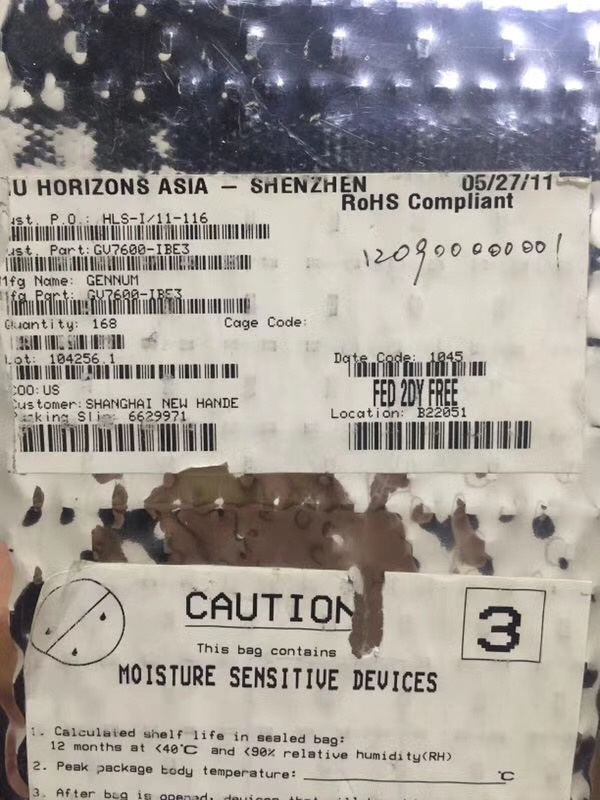 U HORIZONS ASIA — SHENZHEN 05/27/11
RoHS Compliant
ust. P.O.: HLS-I/11-116
ust. Part: GV7600-IBE3
120900000001
Mfg Name: GENNUM
Mfg Part: GV7600-IBE3
Quantity: 168 Cage Code:
Lot: 104256.1 Date Code: 1045
COO: US
FED 2DY FREE
Customer: SHANGHAI NEW HANDE
Packing Slip: 6629971 Location: B22051
CAUTION
3
This bag contains
MOISTURE SENSITIVE DEVICES
1. Calculated shelf life in sealed bag:
12 months at <40°C and <90% relative humidity(RH)
2. Peak package body temperature: °C
3. After bag is opened, devices that will